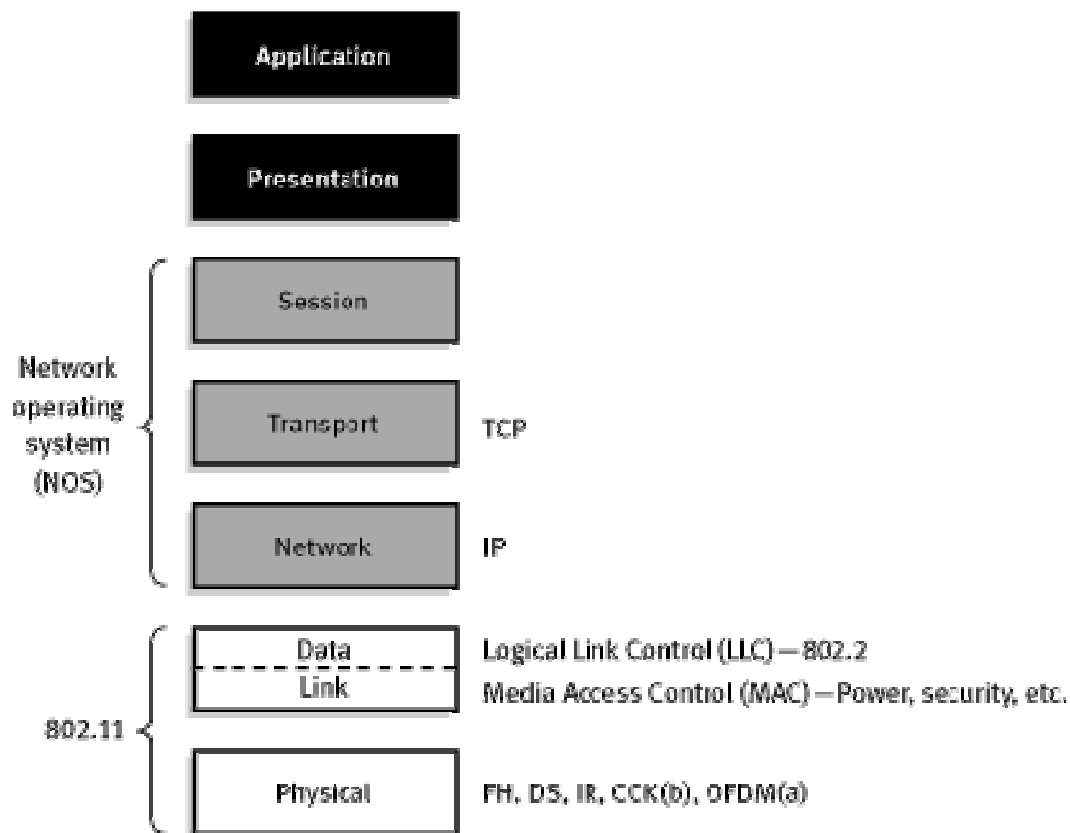 Application
Presentation
Session
Network
operating
system
(NOS)
Transport
TCP
Network
IP
Data
Logical Link Control (LLC)—802.2
Link
Media Access Control (MAC)—Power, security, etc.
802.11
Physical
FH, DS, IR, CCK(b), OFDM(a)